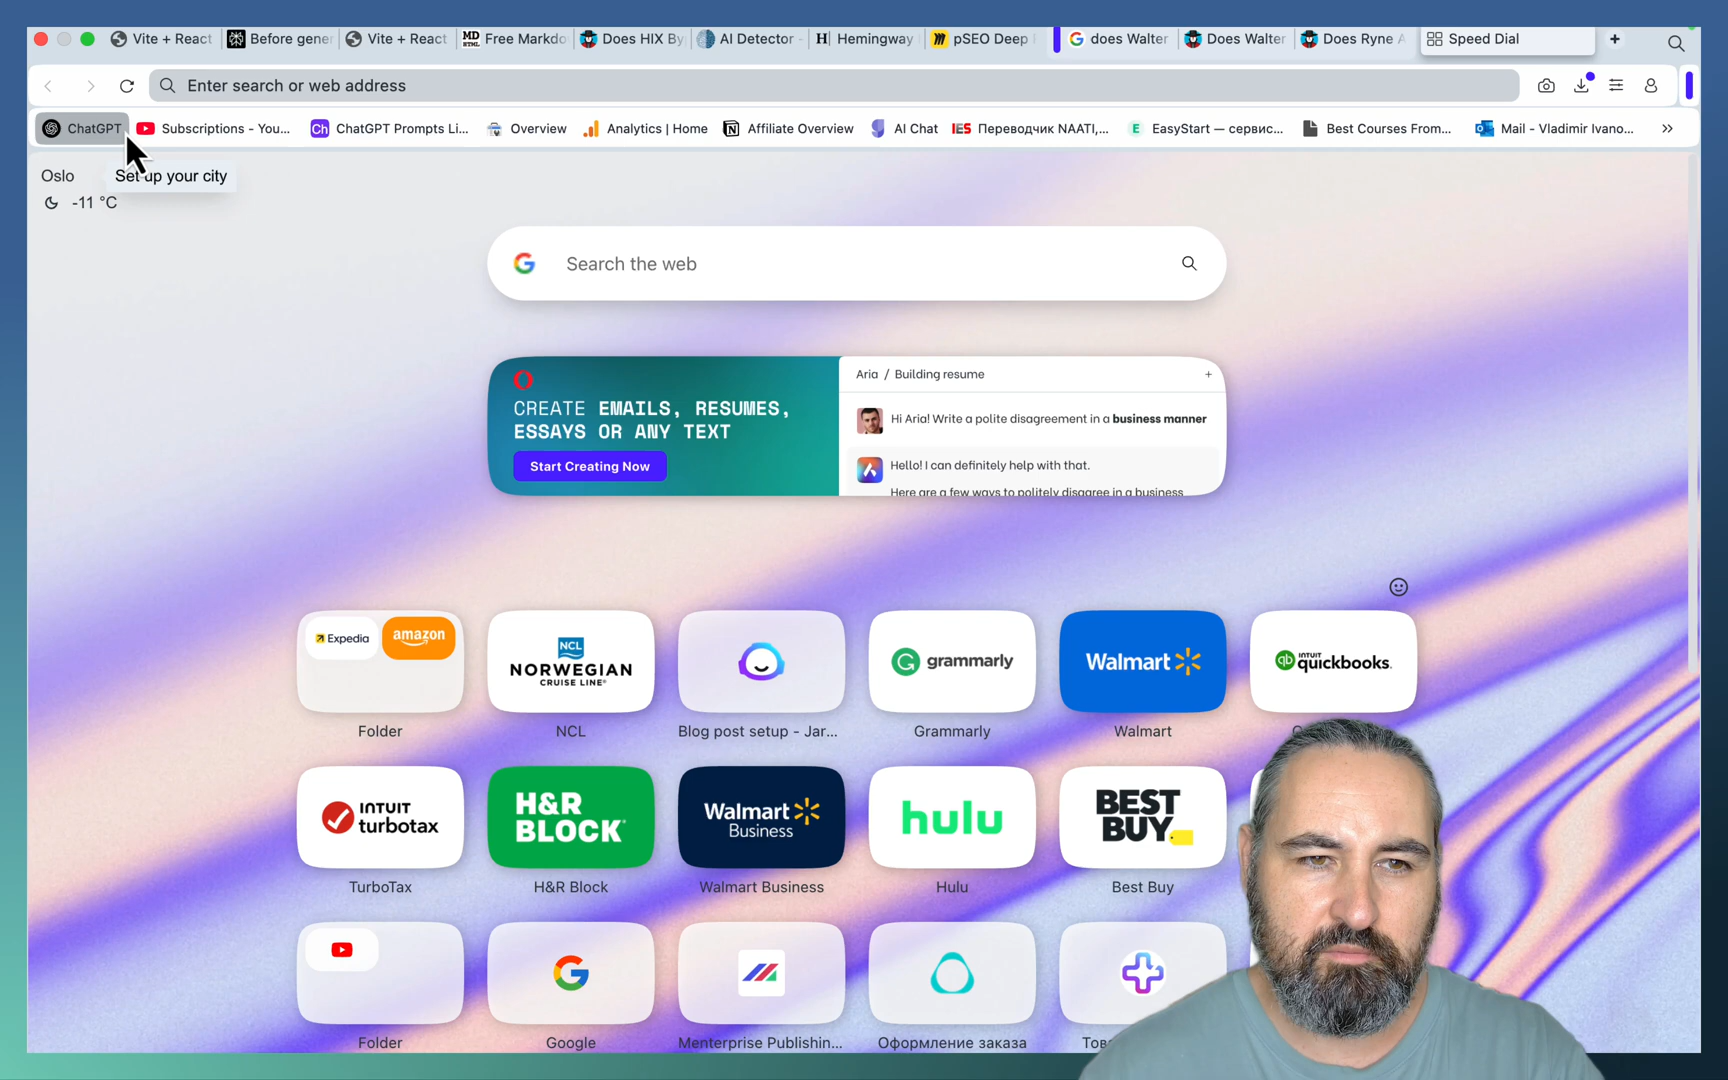 Vite + React
Before gener
Vite + React
MD
RTML
Free Markdo
Does HIX By
AI Detector -
H
Hemingway
pSEO Deep
G
does Walter
Does Walter
Does Ryne A
Speed Dial
+
Enter search or web address
ChatGPT
Subscriptions - You...
Ch
ChatGPT Prompts Li...
Overview
Analytics | Home
Affiliate Overview
AI Chat
IES
Переводчик NAATI,...
E
EasyStart — сервис...
Best Courses From...
Mail - Vladimir Ivano...
»
Oslo
Set up your city
-11 °C
G
Search the web
CREATE EMAILS, RESUMES,
ESSAYS OR ANY TEXT
Start Creating Now
Aria / Building resume
+
Hi Aria! Write a polite disagreement in a business manner
Hello! I can definitely help with that.
Here are a few ways to politely disagree in a business
Expedia
amazon
NCL
NORWEGIAN
CRUISE LINE®
grammarly
Walmart
qb
INTUIT
quickbooks.
Folder
NCL
Blog post setup - Jar...
Grammarly
Walmart
INTUIT
turbotax
H&R
BLOCK®
Walmart
Business
hulu
BEST
BUY
TurboTax
H&R Block
Walmart Business
Hulu
Best Buy
G
Folder
Google
Menterprise Publishin...
Оформление заказа